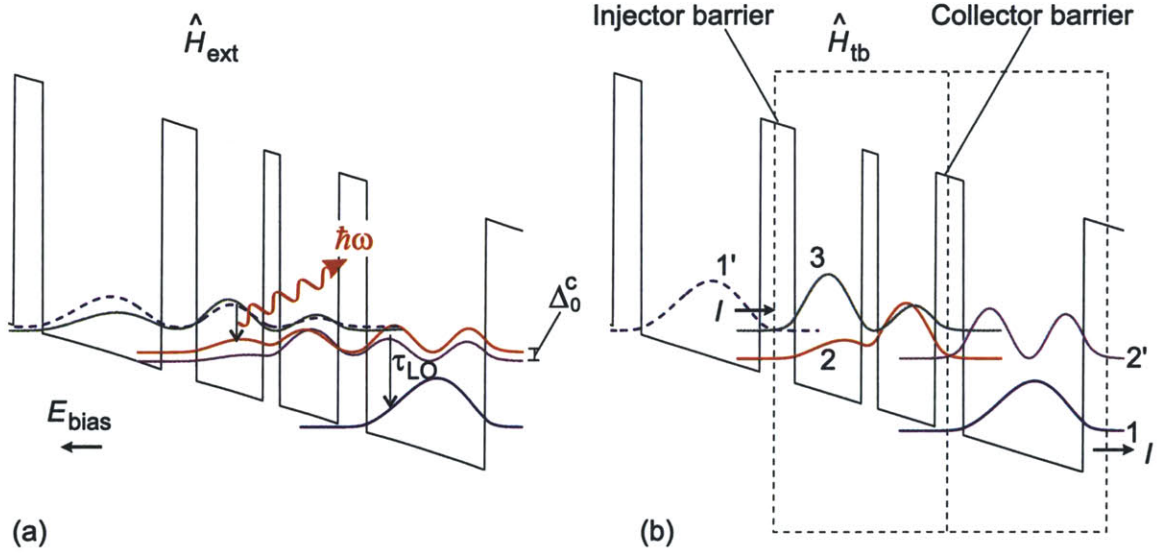 Ĥext
Injector barrier
Ĥtb
Collector barrier
ħω
Δ0c
τLO
Ebias
1'
3
I
2
2'
1
I
(a)
(b)